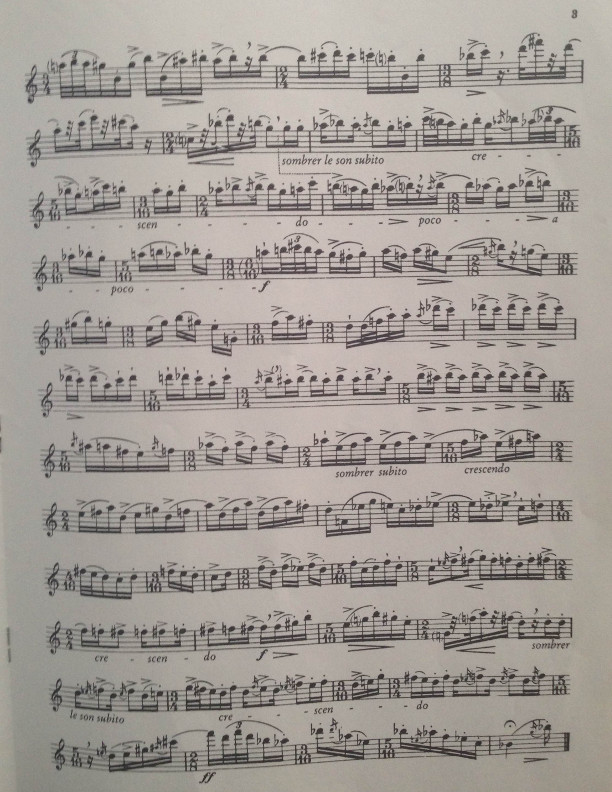 3
sombrer le son subito cre - - -
- - - - scen - - - - do - - - poco - - - a
- - - poco - - - - f
sombrer subito crescendo
cre - scen - do f sombrer
le son subito cre - - scen - - do
ff